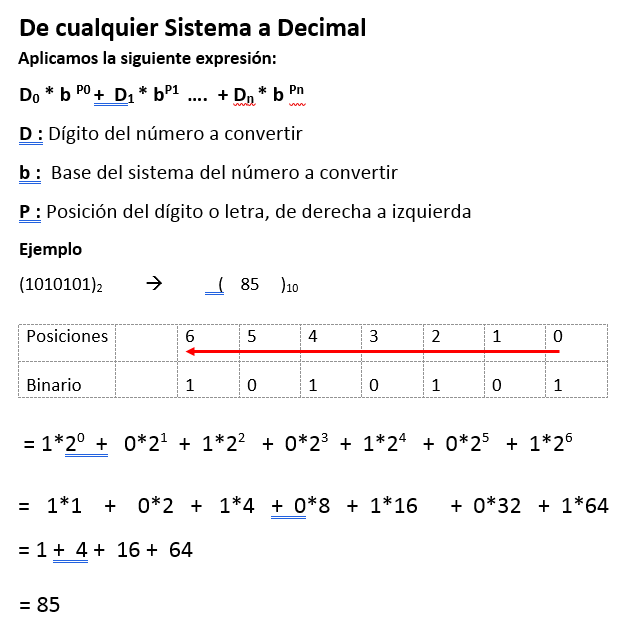 De cualquier Sistema a Decimal
Aplicamos la siguiente expresión:
D₀ * b ᴾ⁰ + D₁ * bᴾ¹ .... + Dₙ * b ᴾⁿ
D : Dígito del número a convertir
b : Base del sistema del número a convertir
P : Posición del dígito o letra, de derecha a izquierda
Ejemplo
(1010101)₂ → ( 85 )₁₀
Posiciones 6 5 4 3 2 1 0
Binario 1 0 1 0 1 0 1
= 1*2⁰ + 0*2¹ + 1*2² + 0*2³ + 1*2⁴ + 0*2⁵ + 1*2⁶
= 1*1 + 0*2 + 1*4 + 0*8 + 1*16 + 0*32 + 1*64
= 1 + 4 + 16 + 64
= 85